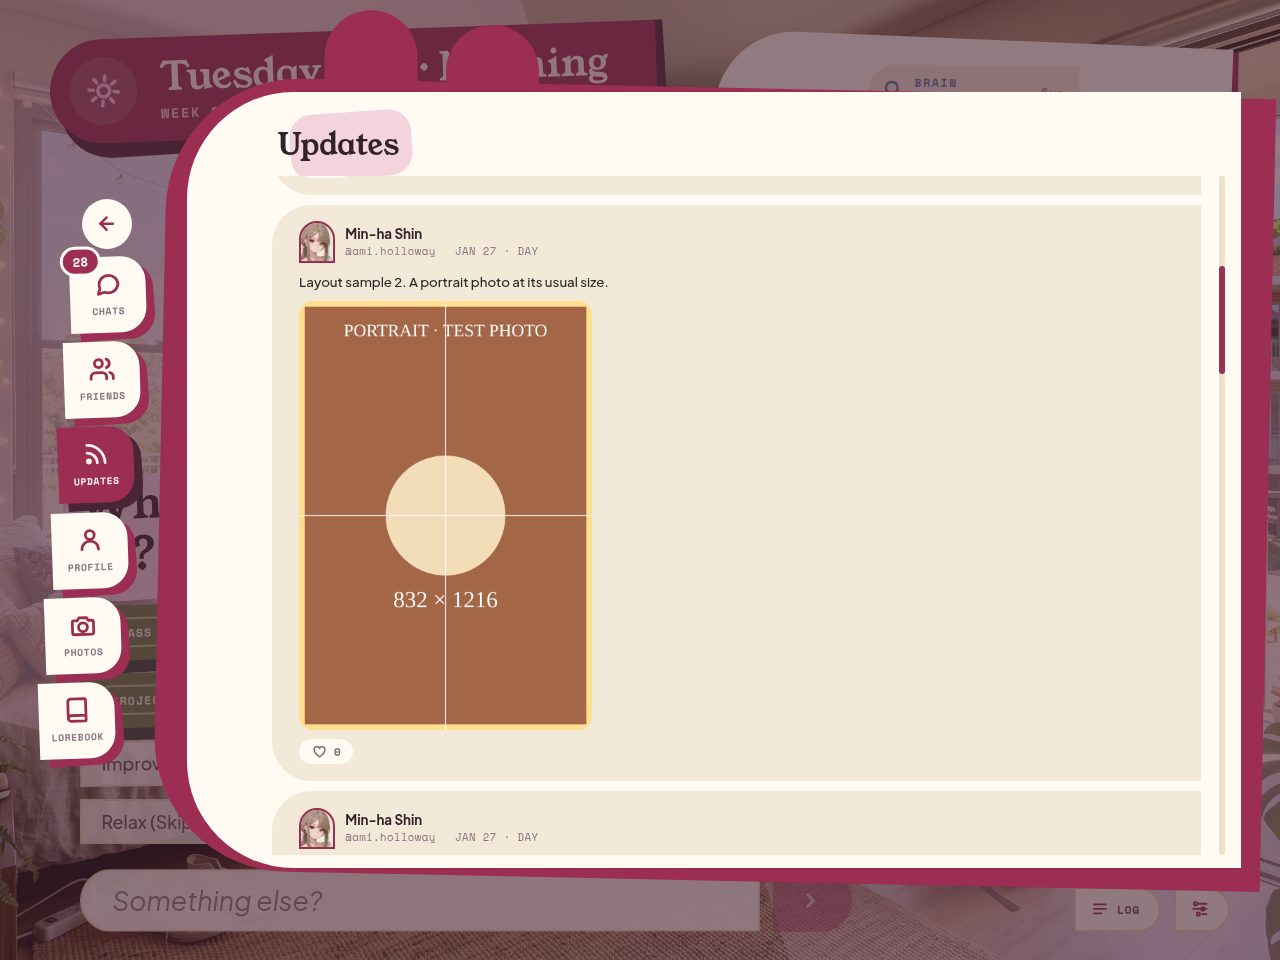 Tuesday
BRAIN
Updates
28
CHATS
FRIENDS
UPDATES
PROFILE
PHOTOS
LOREBOOK
Min-ha Shin
@ami.holloway · JAN 27 · DAY
Layout sample 2. A portrait photo at its usual size.
PORTRAIT · TEST PHOTO
832 × 1216
0
Min-ha Shin
@ami.holloway · JAN 27 · DAY
Relax
Something else?
LOG